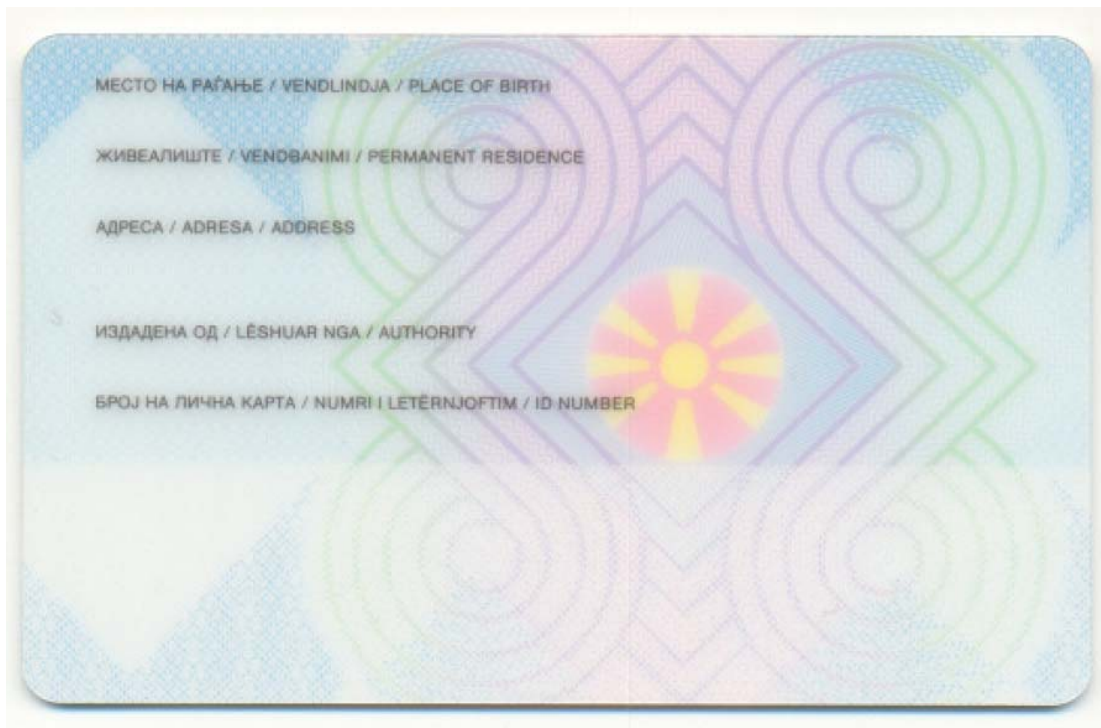 МЕСТО НА РАЃАЊЕ / VENDLINDJA / PLACE OF BIRTH
ЖИВЕАЛИШТЕ / VENDBANIMI / PERMANENT RESIDENCE
АДРЕСА / ADRESA / ADDRESS
ИЗДАДЕНА ОД / LËSHUAR NGA / AUTHORITY
БРОЈ НА ЛИЧНА КАРТА / NUMRI I LETËRNJOFTIM / ID NUMBER